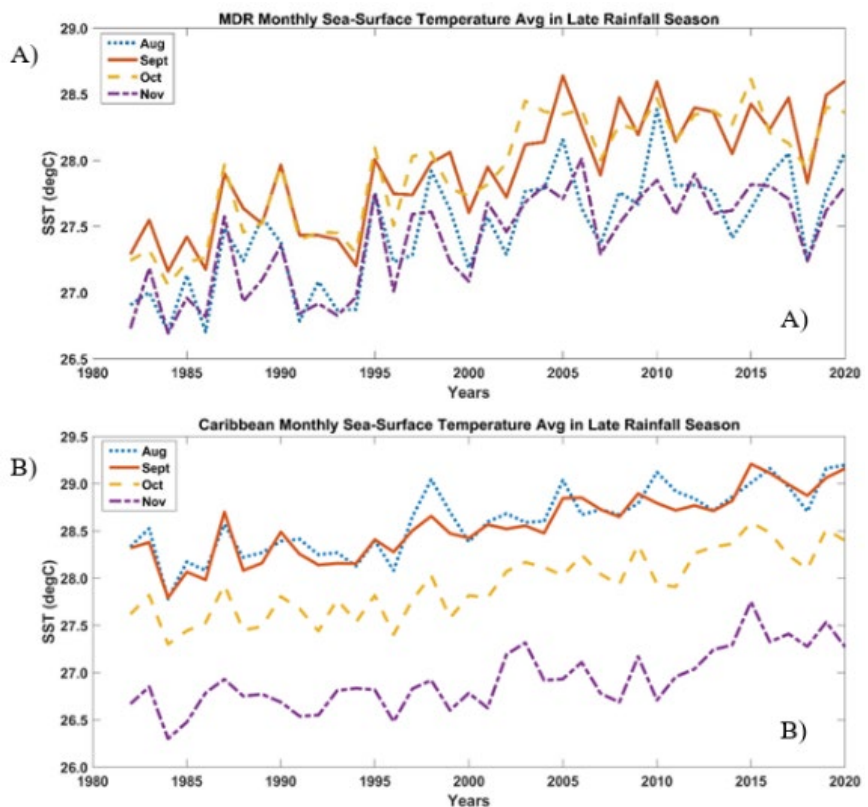 MDR Monthly Sea-Surface Temperature Avg in Late Rainfall Season
A)
29.0
28.5
28.0
27.5
27.0
26.5
SST (degC)
Aug
Sept
Oct
Nov
A)
1980 1985 1990 1995 2000 2005 2010 2015 2020
Years
Caribbean Monthly Sea-Surface Temperature Avg in Late Rainfall Season
B)
29.5
29.0
28.5
28.0
27.5
27.0
26.5
26.0
SST (degC)
Aug
Sept
Oct
Nov
B)
1980 1985 1990 1995 2000 2005 2010 2015 2020
Years